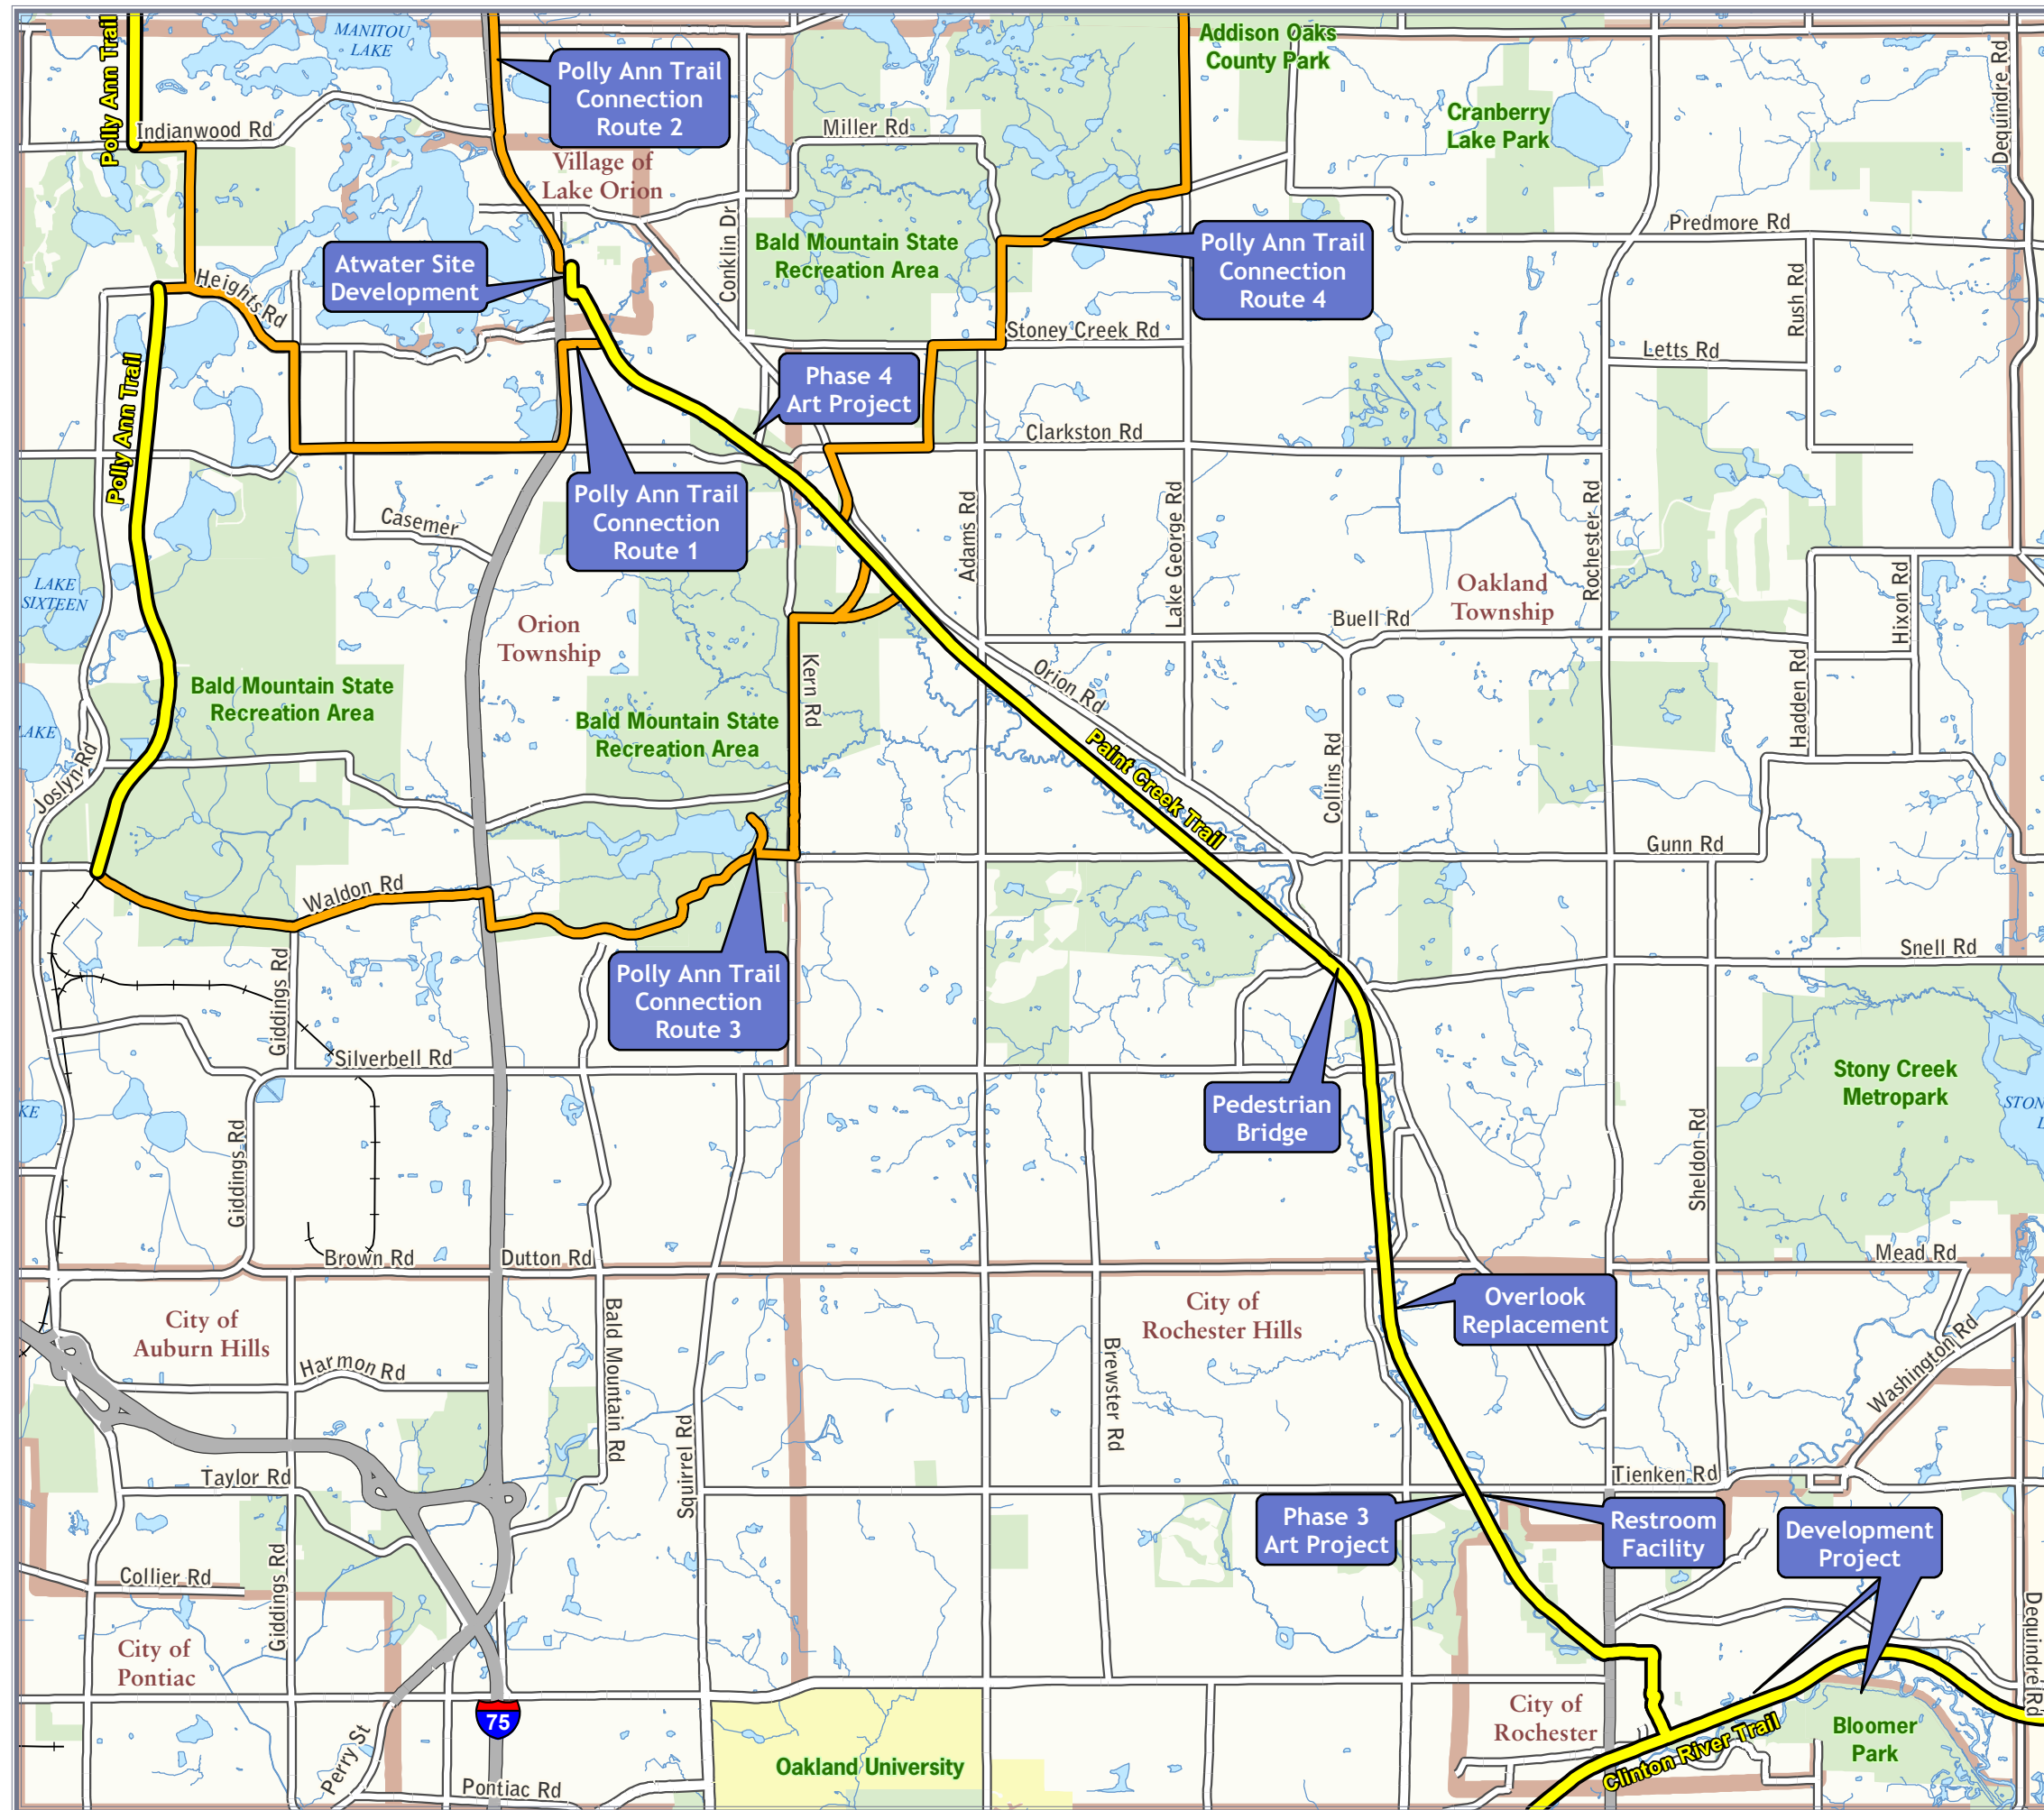 Polly Ann Trail
MANITOU
LAKE
Addison Oaks
County Park
Dequindre Rd
Polly Ann Trail
Connection
Route 2
Indianwood Rd
Miller Rd
Cranberry
Lake Park
Village of
Lake Orion
Conklin Dr
Predmore Rd
Bald Mountain State
Recreation Area
Polly Ann Trail
Connection
Route 4
Atwater Site
Development
Heights Rd
Rush Rd
Stoney Creek Rd
Letts Rd
Polly Ann Trail
Phase 4
Art Project
Clarkston Rd
Polly Ann Trail
Connection
Route 1
Casemer
Adams Rd
Lake George Rd
Rochester Rd
LAKE
SIXTEEN
Oakland
Township
Hixon Rd
Orion
Township
Buell Rd
Kern Rd
Orion Rd
Hadden Rd
Bald Mountain State
Recreation Area
Bald Mountain State
Recreation Area
LAKE
Joslyn Rd
Paint Creek Trail
Collins Rd
Gunn Rd
Waldon Rd
Snell Rd
Giddings Rd
Polly Ann Trail
Connection
Route 3
Silverbell Rd
Stony Creek
Metropark
KE
STON
L
Pedestrian
Bridge
Giddings Rd
Sheldon Rd
Brown Rd
Dutton Rd
Mead Rd
City of
Auburn Hills
Bald Mountain Rd
City of
Rochester Hills
Overlook
Replacement
Brewster Rd
Harmon Rd
Washington Rd
Squirrel Rd
Taylor Rd
Tienken Rd
Phase 3
Art Project
Restroom
Facility
Development
Project
Giddings Rd
Collier Rd
City of
Pontiac
Dequindre Rd
75
City of
Rochester
Clinton River Trail
Bloomer
Park
Perry St
Oakland University
Pontiac Rd